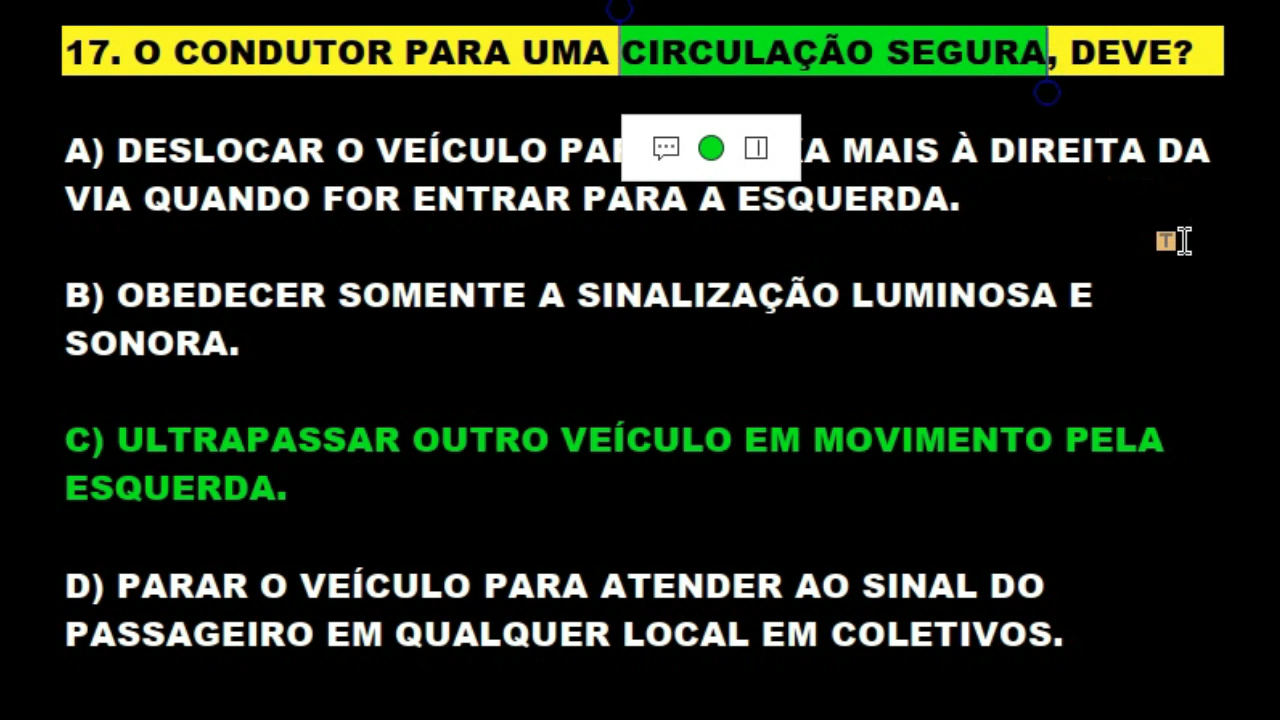 17. O CONDUTOR PARA UMA CIRCULAÇÃO SEGURA, DEVE?
A) DESLOCAR O VEÍCULO MAIS À DIREITA DA
VIA QUANDO FOR ENTRAR PARA A ESQUERDA.
T
B) OBEDECER SOMENTE A SINALIZAÇÃO LUMINOSA E
SONORA.
C) ULTRAPASSAR OUTRO VEÍCULO EM MOVIMENTO PELA
ESQUERDA.
D) PARAR O VEÍCULO PARA ATENDER AO SINAL DO
PASSAGEIRO EM QUALQUER LOCAL EM COLETIVOS.